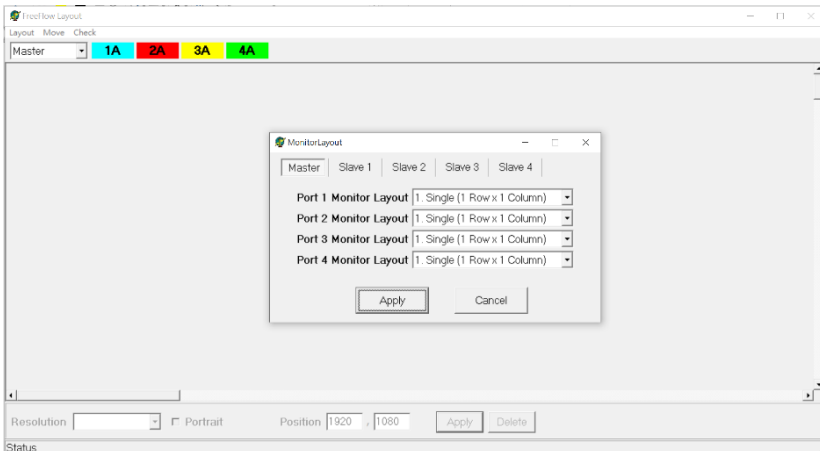 FreeFlow Layout
Layout Move Check
Master 1A 2A 3A 4A
MonitorLayout
Master Slave 1 Slave 2 Slave 3 Slave 4
Port 1 Monitor Layout 1. Single (1 Row x 1 Column)
Port 2 Monitor Layout 1. Single (1 Row x 1 Column)
Port 3 Monitor Layout 1. Single (1 Row x 1 Column)
Port 4 Monitor Layout 1. Single (1 Row x 1 Column)
Apply Cancel
Resolution Portrait Position 1920 , 1080 Apply Delete
Status